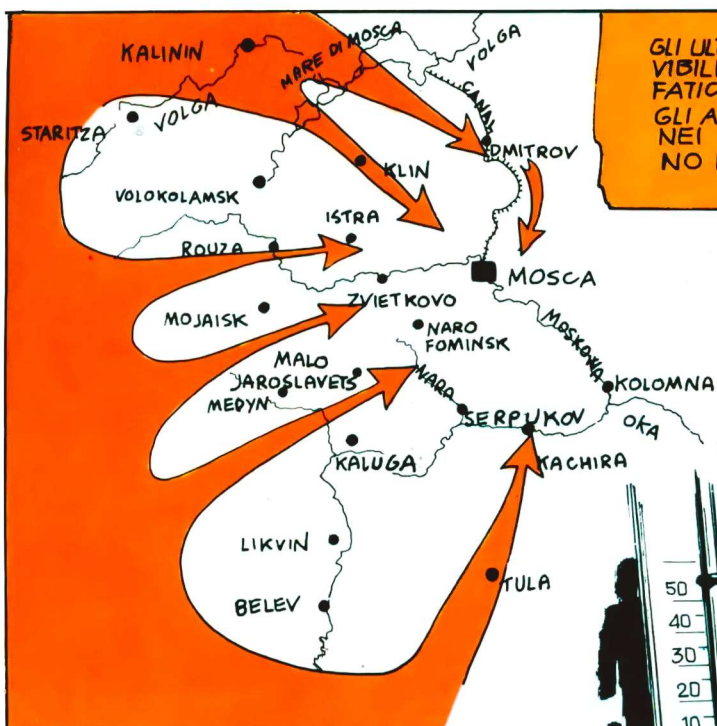 KALININ
MARE DI MOSCA
VOLGA
GLI ULT
VIBILI
FATIC
GLI A
NEI
NO
STARITZA
VOLGA
CANAL
DMITROV
KLIN
VOLOKOLAMSK
ISTRA
ROUZA
MOSCA
ZVIETKOVO
MOJAISK
NARO
FOMINSK
MOSKOWA
MALO
JAROSLAVETS
MEDYN
NARA
KOLOMNA
SERPUKOV
OKA
KALUGA
KACHIRA
LIKVIN
BELEV
TULA
50
40
30
20
10